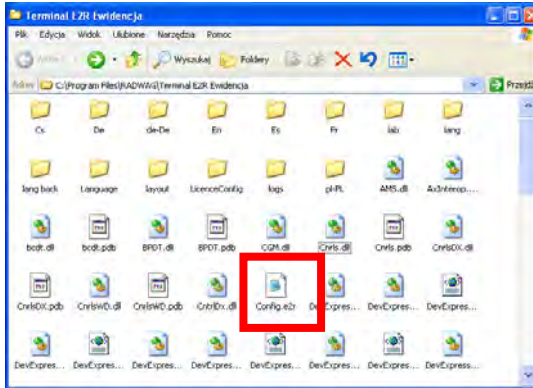 Terminal E2R Ewidencja
Plik Edycja Widok Ulubione Narzędzia Pomoc
Wyszukaj Foldery
C:\Program Files\RADWAG\Terminal E2R Ewidencja Przejdź
Cs De de-De En Es Fr lab lang
lang back Language layout LicenceConfig logs pl-PL AMS.dll AxInterop....
bcdt.dll bcdt.pdb BPDT.dll BPDT.pdb CGM.dll Cnrls.dll Cnrls.pdb CnrlsDX.dll
CnrlsDX.pdb CnrlsWD.dll CnrlsWD.pdb CntrlDx.dll Config.e2r DevExpres... DevExpres... DevExpres...
DevExpres... DevExpres... DevExpres... DevExpres... DevExpres... DevExpres... DevExpres... DevExpres...